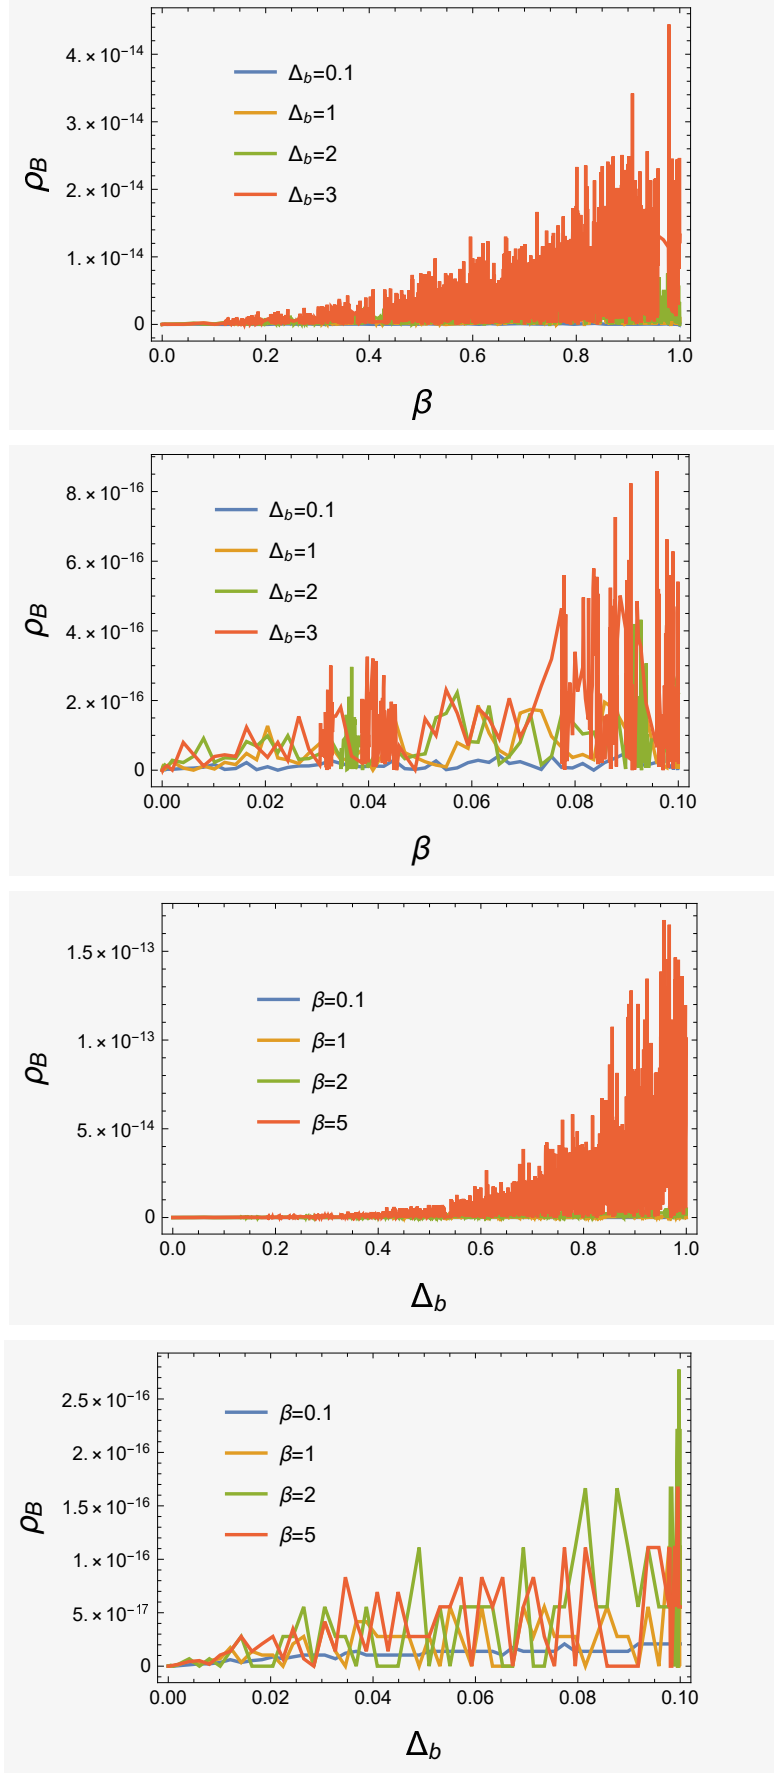 4. × 10⁻¹⁴
3. × 10⁻¹⁴
2. × 10⁻¹⁴
1. × 10⁻¹⁴
0
ρB
Δb=0.1
Δb=1
Δb=2
Δb=3
0.0 0.2 0.4 0.6 0.8 1.0
β
8. × 10⁻¹⁶
6. × 10⁻¹⁶
4. × 10⁻¹⁶
2. × 10⁻¹⁶
0
ρB
Δb=0.1
Δb=1
Δb=2
Δb=3
0.00 0.02 0.04 0.06 0.08 0.10
β
1.5 × 10⁻¹³
1. × 10⁻¹³
5. × 10⁻¹⁴
0
ρB
β=0.1
β=1
β=2
β=5
0.0 0.2 0.4 0.6 0.8 1.0
Δb
2.5 × 10⁻¹⁶
2. × 10⁻¹⁶
1.5 × 10⁻¹⁶
1. × 10⁻¹⁶
5. × 10⁻¹⁷
0
ρB
β=0.1
β=1
β=2
β=5
0.00 0.02 0.04 0.06 0.08 0.10
Δb